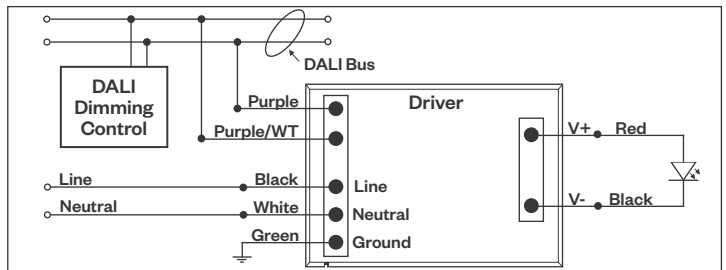 DALI Bus
DALI
Dimming
Control
Driver
Purple
Purple/WT
V+ Red
Line Black Line
V- Black
Neutral White Neutral
Green Ground